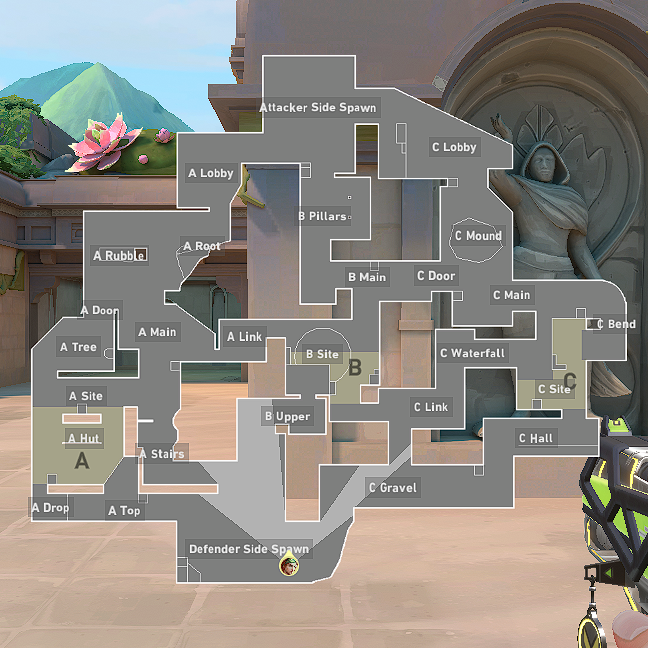 Attacker Side Spawn
C Lobby
A Lobby
B Pillars
C Mound
A Root
A Rubble
B Main
C Door
C Main
A Door
C Bend
A Main
A Link
A Tree
B Site
C Waterfall
B
C
C Site
A Site
C Link
B Upper
A Hut
C Hall
A
A Stairs
C Gravel
A Drop
A Top
Defender Side Spawn